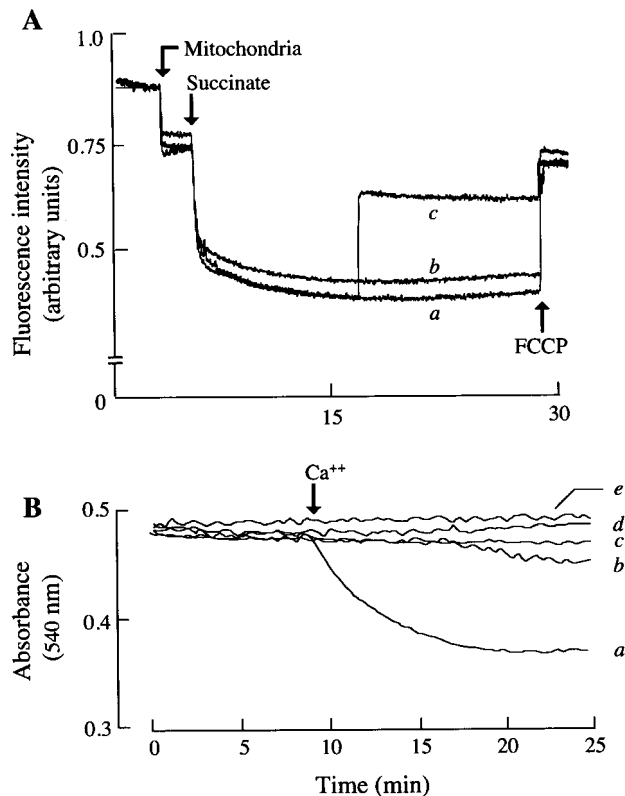 A
1.0
Mitochondria
Succinate
0.75
Fluorescence intensity
(arbitrary units)
0.5
c
b
a
FCCP
0
15
30
Ca++
B
e
0.5
d
c
b
Absorbance
(540 nm)
0.4
a
0.3
0
5
10
15
20
25
Time (min)